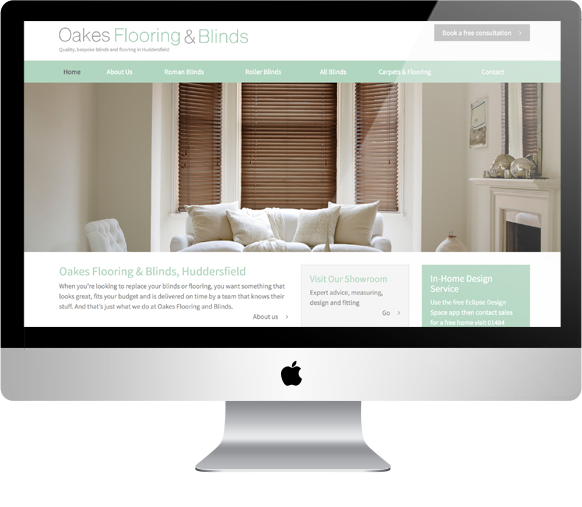 Oakes Flooring & Blinds
Quality, bespoke blinds and flooring in Huddersfield
Book a free consultation
Home About Us Roman Blinds Roller Blinds All Blinds Carpets & Flooring Contact
Oakes Flooring & Blinds, Huddersfield
When you're looking to replace your blinds or flooring, you want something that
looks great, fits your budget and is delivered on time by a team that knows their
stuff. And that's just what we do at Oakes Flooring and Blinds.
About us
Visit Our Showroom
Expert advice, measuring,
design and fitting
Go
In-Home Design
Service
Use the free Eclipse Design
Space app then contact sales
for a free home visit 01484